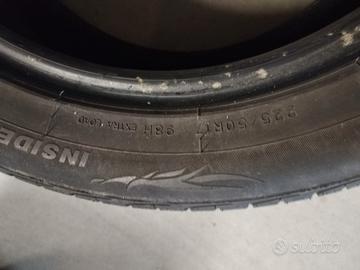 225/50R17
98H EXTRA LOAD
INSIDE
subito